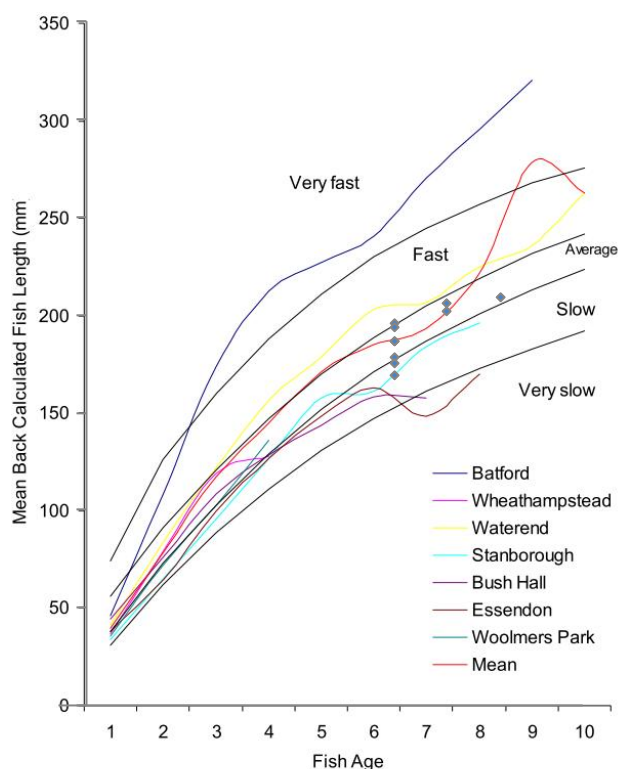 350
300
250
200
150
100
50
0
Mean Back Calculated Fish Length (mm
Very fast
Fast
Average
Slow
Very slow
Batford
Wheathampstead
Waterend
Stanborough
Bush Hall
Essendon
Woolmers Park
Mean
1 2 3 4 5 6 7 8 9 10
Fish Age